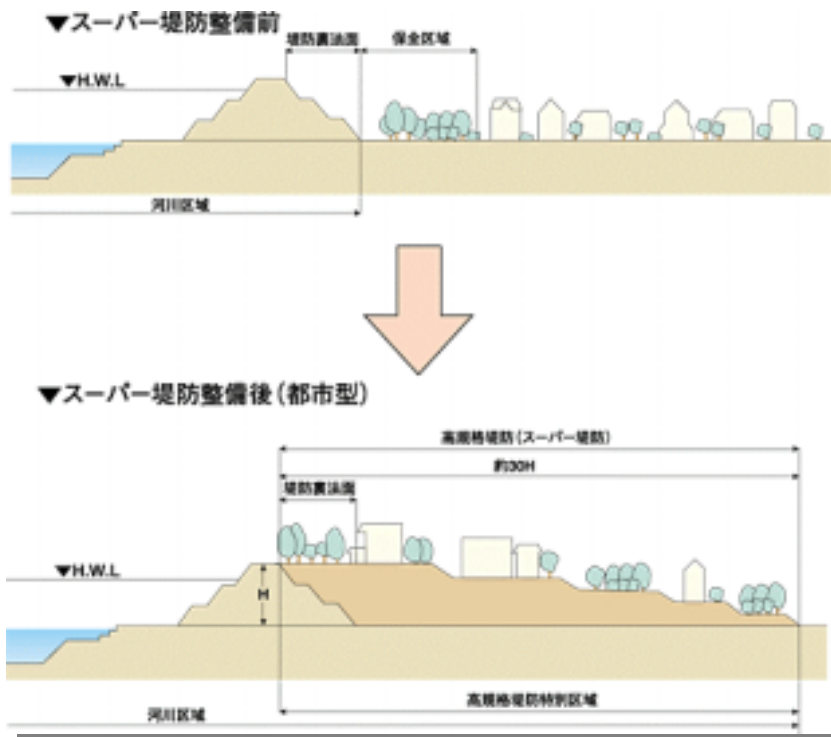 ▼スーパー堤防整備前
堤防裏法面
保全区域
▼H.W.L
河川区域
▼スーパー堤防整備後(都市型)
高規格堤防(スーパー堤防)
約30H
堤防裏法面
▼H.W.L
H
高規格堤防特別区域
河川区域